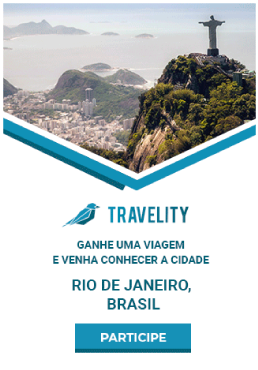 TRAVELITY
GANHE UMA VIAGEM
E VENHA CONHECER A CIDADE
RIO DE JANEIRO,
BRASIL
PARTICIPE